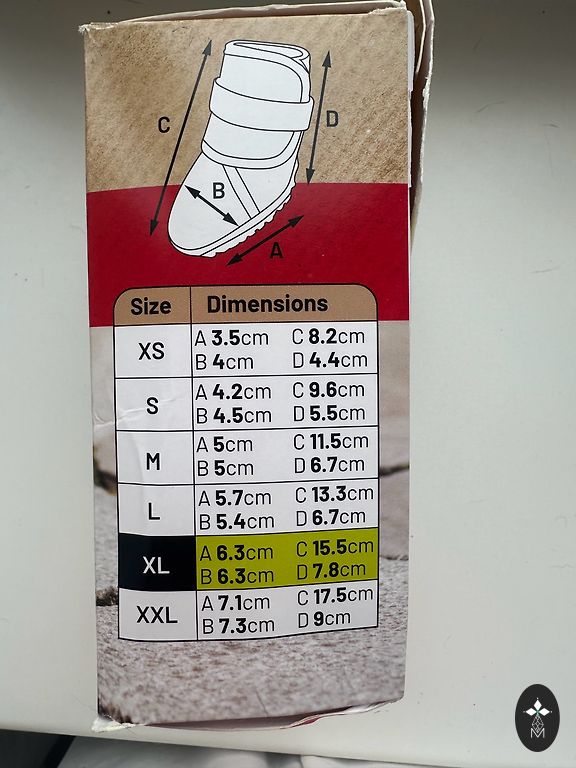 C
D
B
A
Size Dimensions
XS
A 3.5cm C 8.2cm
B 4cm D 4.4cm
S
A 4.2cm C 9.6cm
B 4.5cm D 5.5cm
M
A 5cm C 11.5cm
B 5cm D 6.7cm
L
A 5.7cm C 13.3cm
B 5.4cm D 6.7cm
XL
A 6.3cm C 15.5cm
B 6.3cm D 7.8cm
XXL
A 7.1cm C 17.5cm
B 7.3cm D 9cm
M